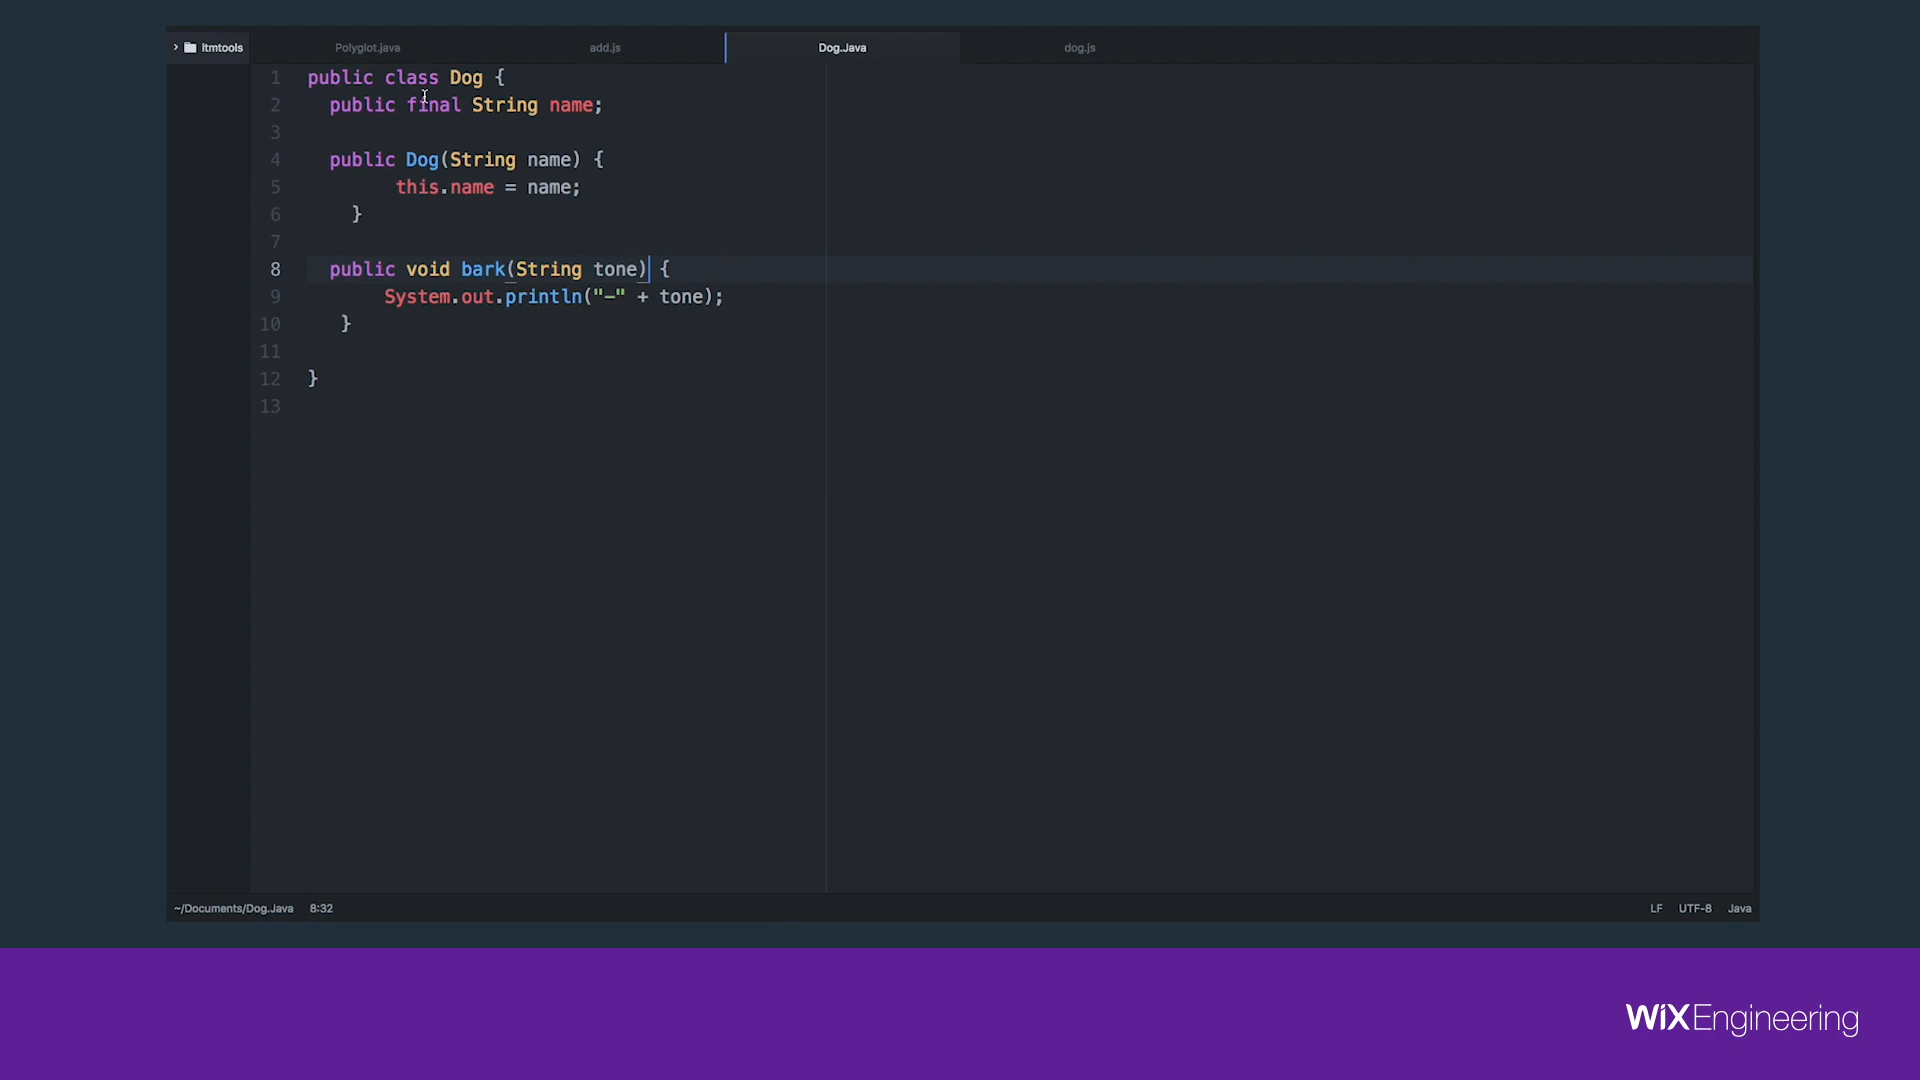 ltmtools
Polyglot.java
add.js
Dog.Java
dog.js
1 public class Dog {
2 public final String name;
3
4 public Dog(String name) {
5 this.name = name;
6 }
7
8 public void bark(String tone) {
9 System.out.println("-" + tone);
10 }
11
12 }
13
~/Documents/Dog.Java 8:32
LF UTF-8 Java
WiXEngineering